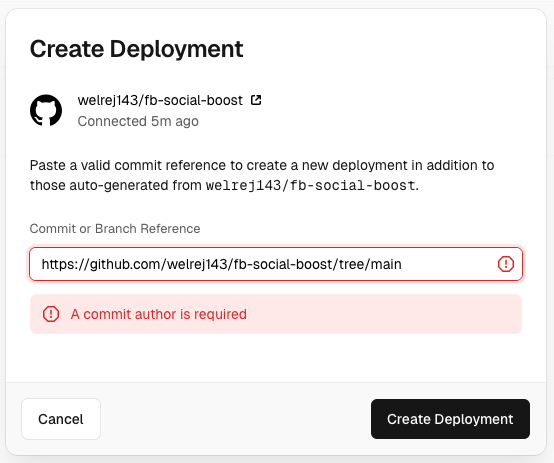 Create Deployment
welrej143/fb-social-boost
Connected 5m ago
Paste a valid commit reference to create a new deployment in addition to
those auto-generated from welrej143/fb-social-boost.
Commit or Branch Reference
https://github.com/welrej143/fb-social-boost/tree/main
A commit author is required
Cancel
Create Deployment